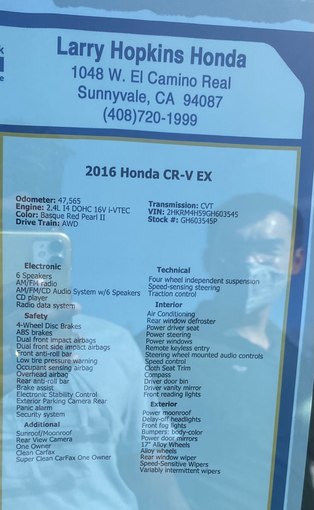 k
Larry Hopkins Honda
1048 W. El Camino Real
Sunnyvale, CA 94087
(408)720-1999
e
2016 Honda CR-V EX
Odometer: 47,565
Engine: 2.4L I4 DOHC 16V i-VTEC
Color: Basque Red Pearl II
Drive Train: AWD
Transmission: CVT
VIN: 2HKRM4H59GH603545
Stock #: GH603545P
Electronic
6 Speakers
AM/FM radio
AM/FM/CD Audio System w/6 Speakers
CD player
Radio data system
Safety
4-Wheel Disc Brakes
ABS brakes
Dual front impact airbags
Dual front side impact airbags
Front anti-roll bar
Low tire pressure warning
Occupant sensing airbag
Overhead airbag
Rear anti-roll bar
Brake assist
Electronic Stability Control
Exterior Parking Camera Rear
Panic alarm
Security system
Additional
Sunroof/Moonroof
Rear View Camera
One Owner
Clean Carfax
Super Clean CarFax One Owner
Technical
Four wheel independent suspension
Speed-sensing steering
Traction control
Interior
Air Conditioning
Rear window defroster
Power driver seat
Power steering
Power windows
Remote keyless entry
Steering wheel mounted audio controls
Speed control
Cloth Seat Trim
Compass
Driver door bin
Driver vanity mirror
Front reading lights
Exterior
Power moonroof
Delay-off headlights
Front fog lights
Bumpers: body-color
Power door mirrors
17" Alloy Wheels
Alloy wheels
Rear window wiper
Speed-Sensitive Wipers
Variably intermittent wipers